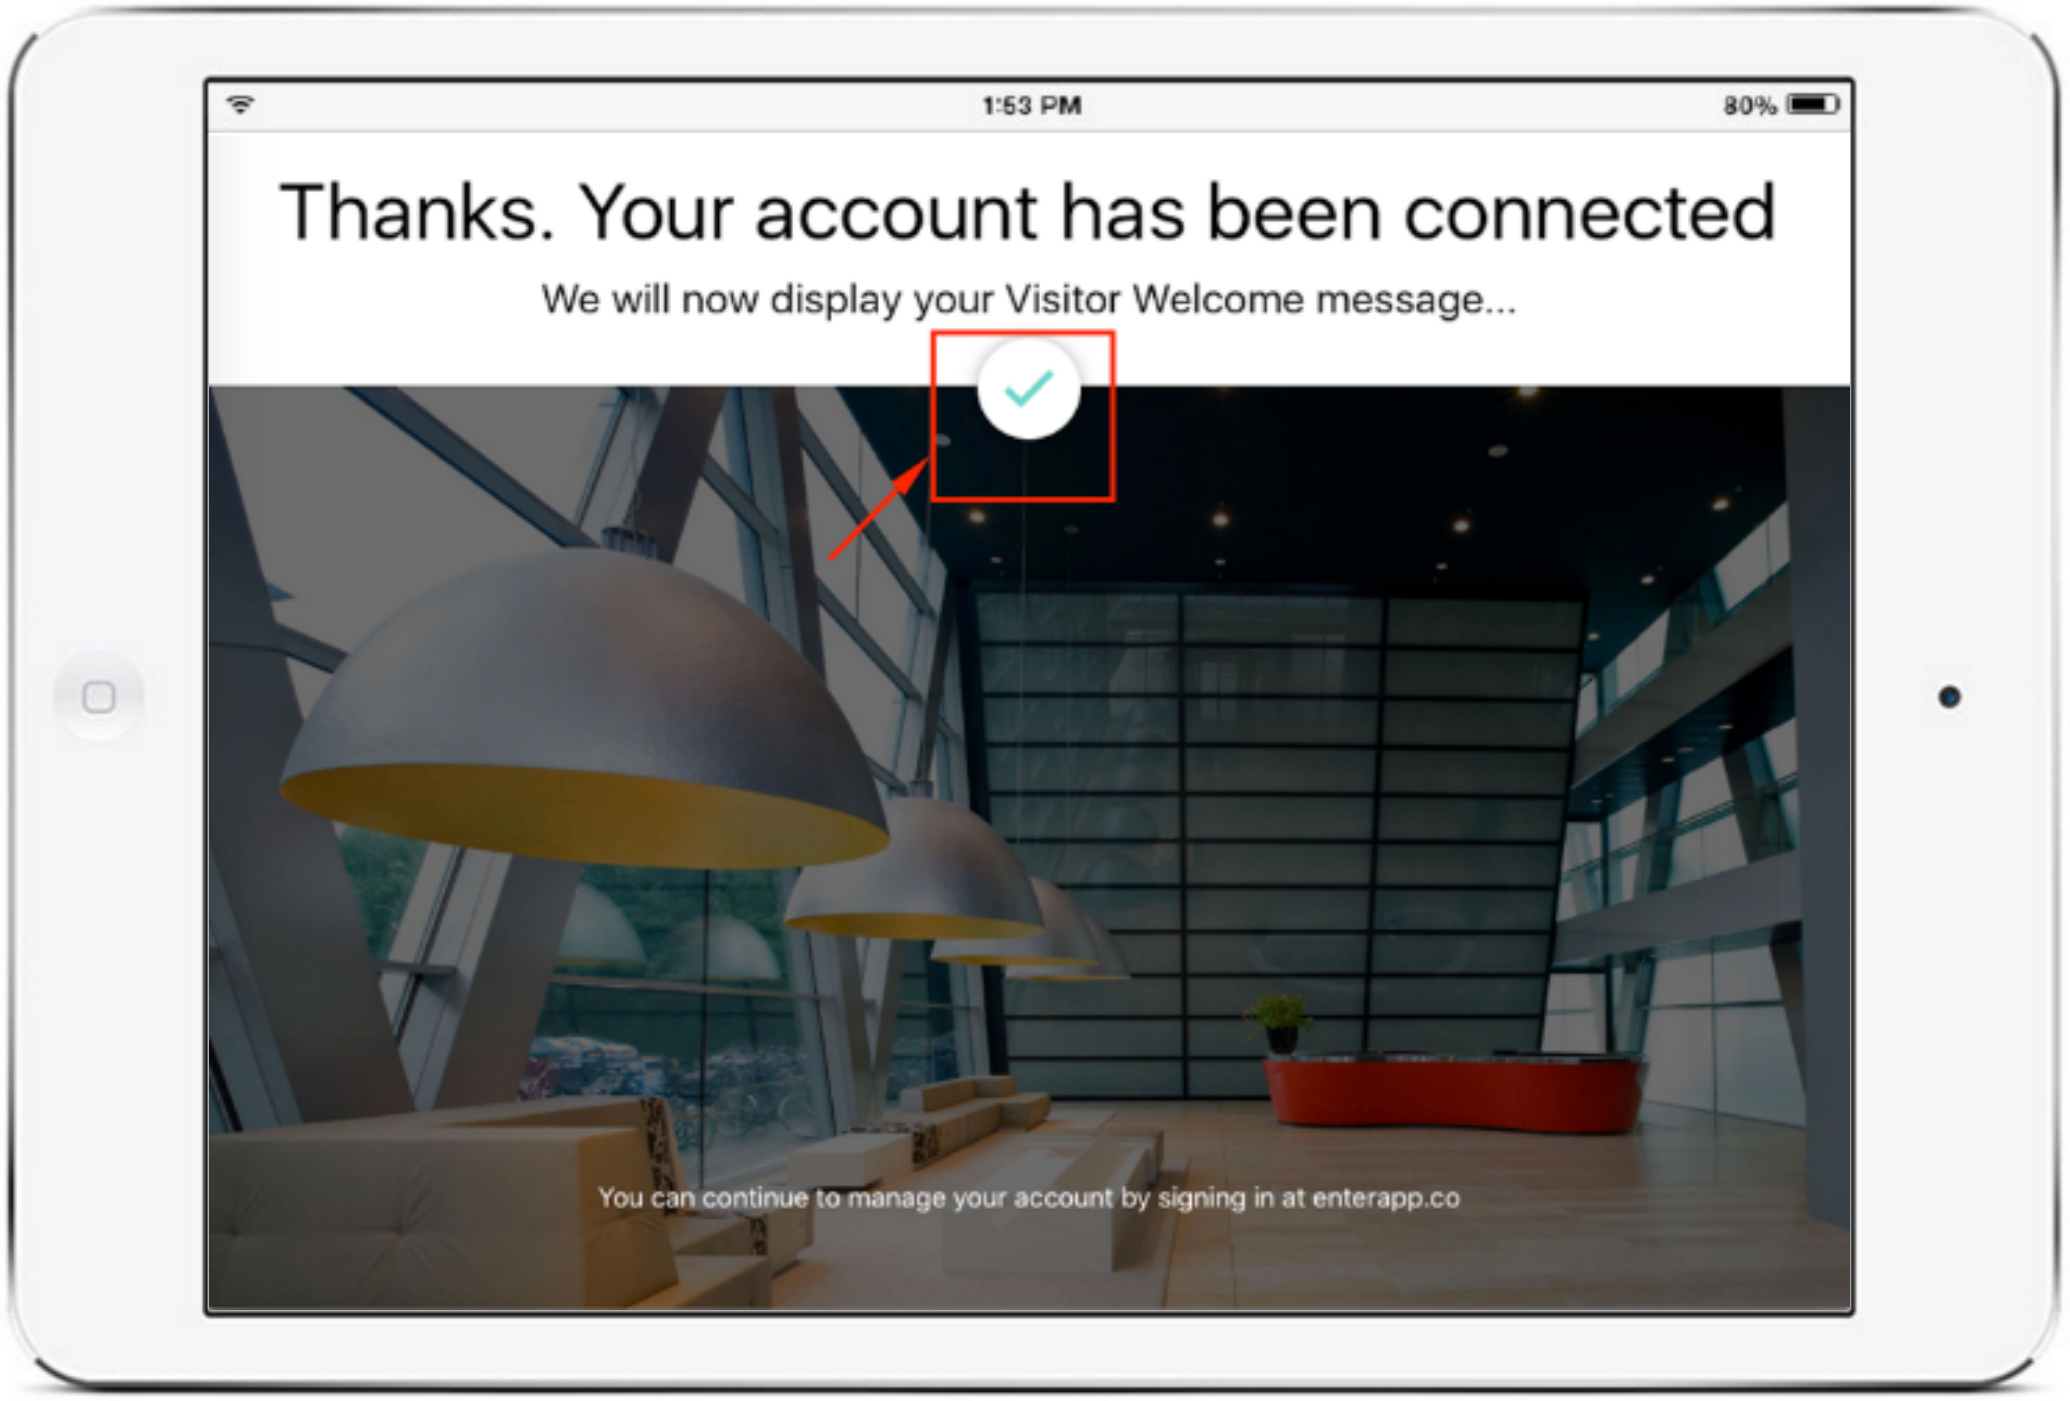 1:53 PM
80%
Thanks. Your account has been connected
We will now display your Visitor Welcome message...
You can continue to manage your account by signing in at enterapp.co